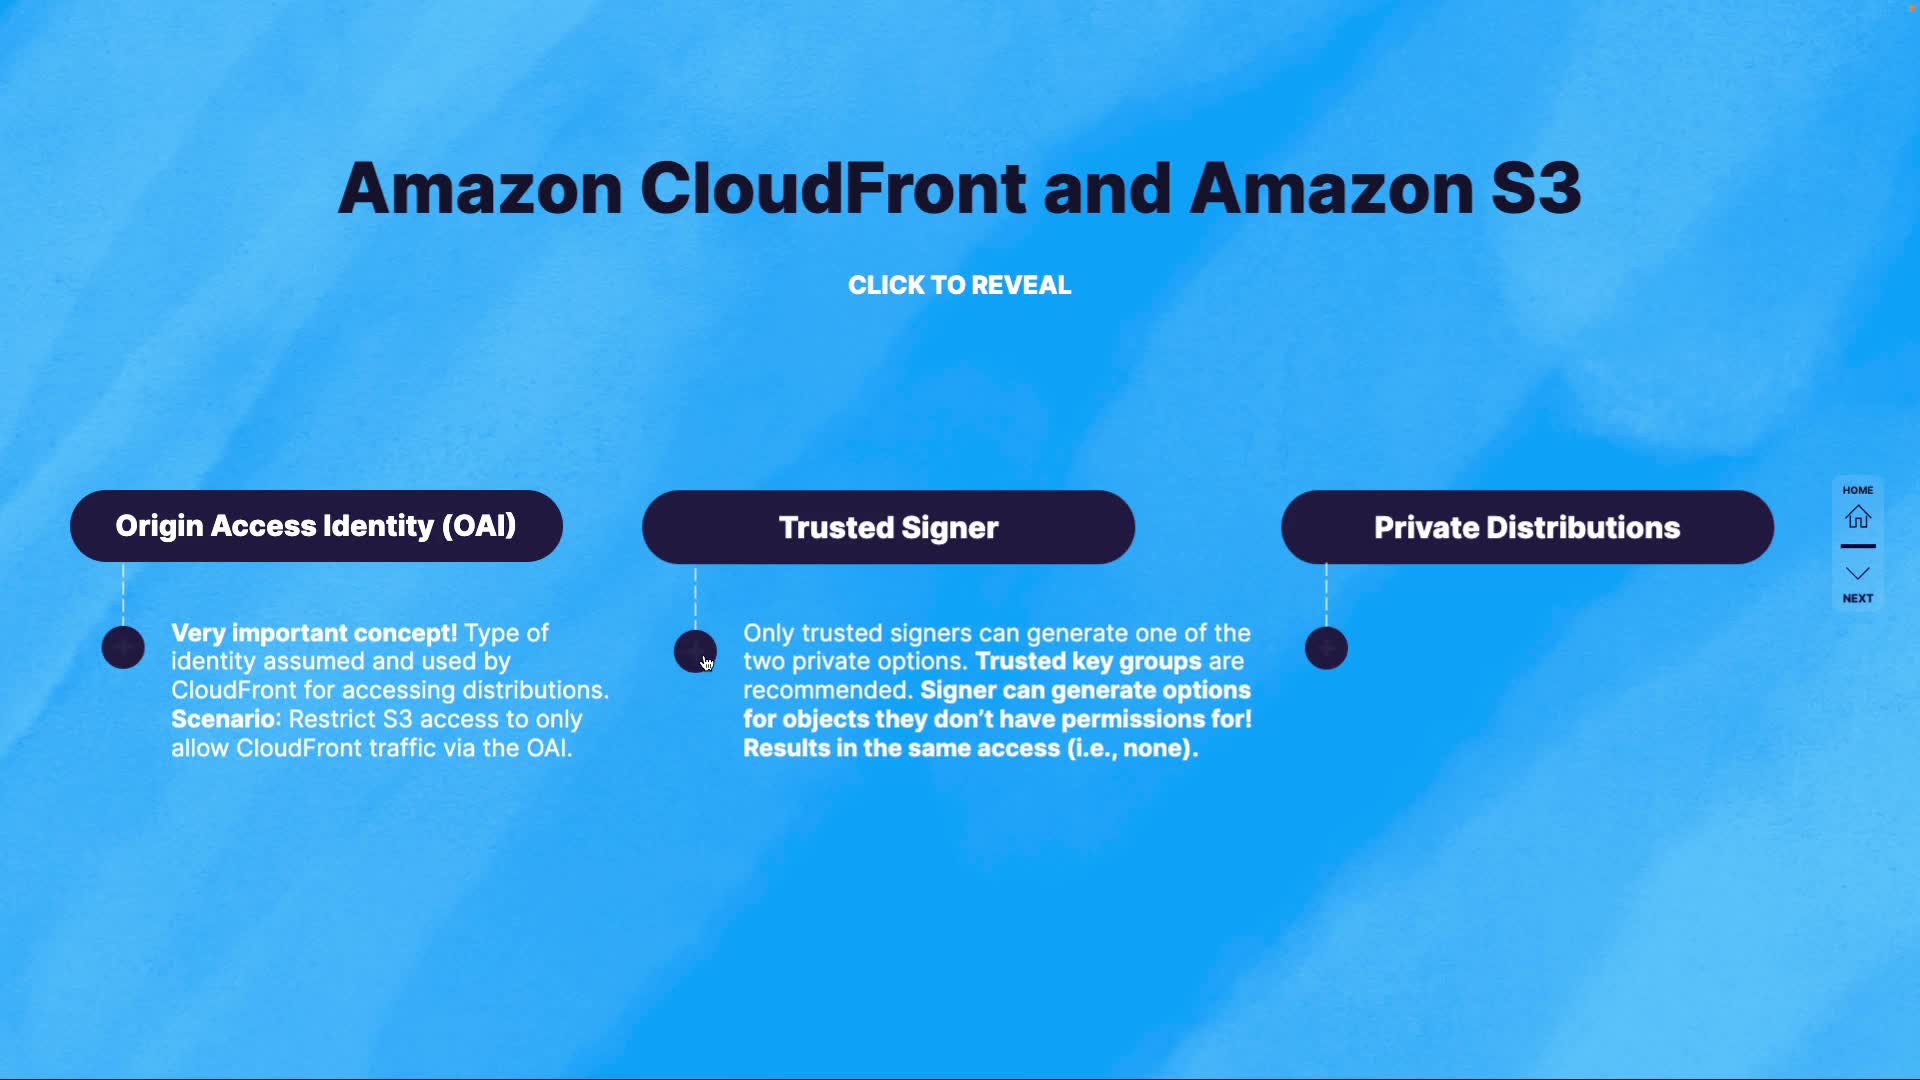 Amazon CloudFront and Amazon S3
CLICK TO REVEAL
Origin Access Identity (OAI)
Very important concept! Type of
identity assumed and used by
CloudFront for accessing distributions.
Scenario: Restrict S3 access to only
allow CloudFront traffic via the OAI.
Trusted Signer
Only trusted signers can generate one of the
two private options. Trusted key groups are
recommended. Signer can generate options
for objects they don’t have permissions for!
Results in the same access (i.e., none).
Private Distributions
HOME
NEXT